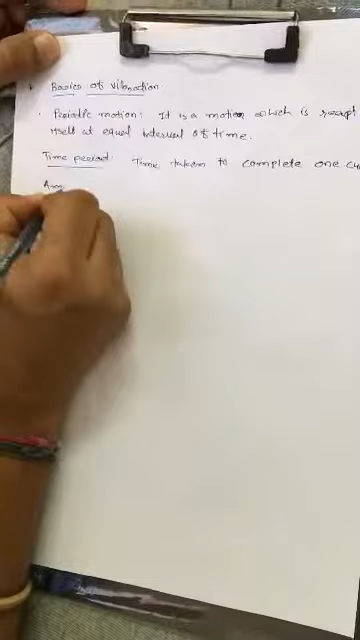 Basics of vibration
• Periodic motion: It is a motion which is repeat
itself at equal interval of time.
Time period: Time taken to complete one
Am